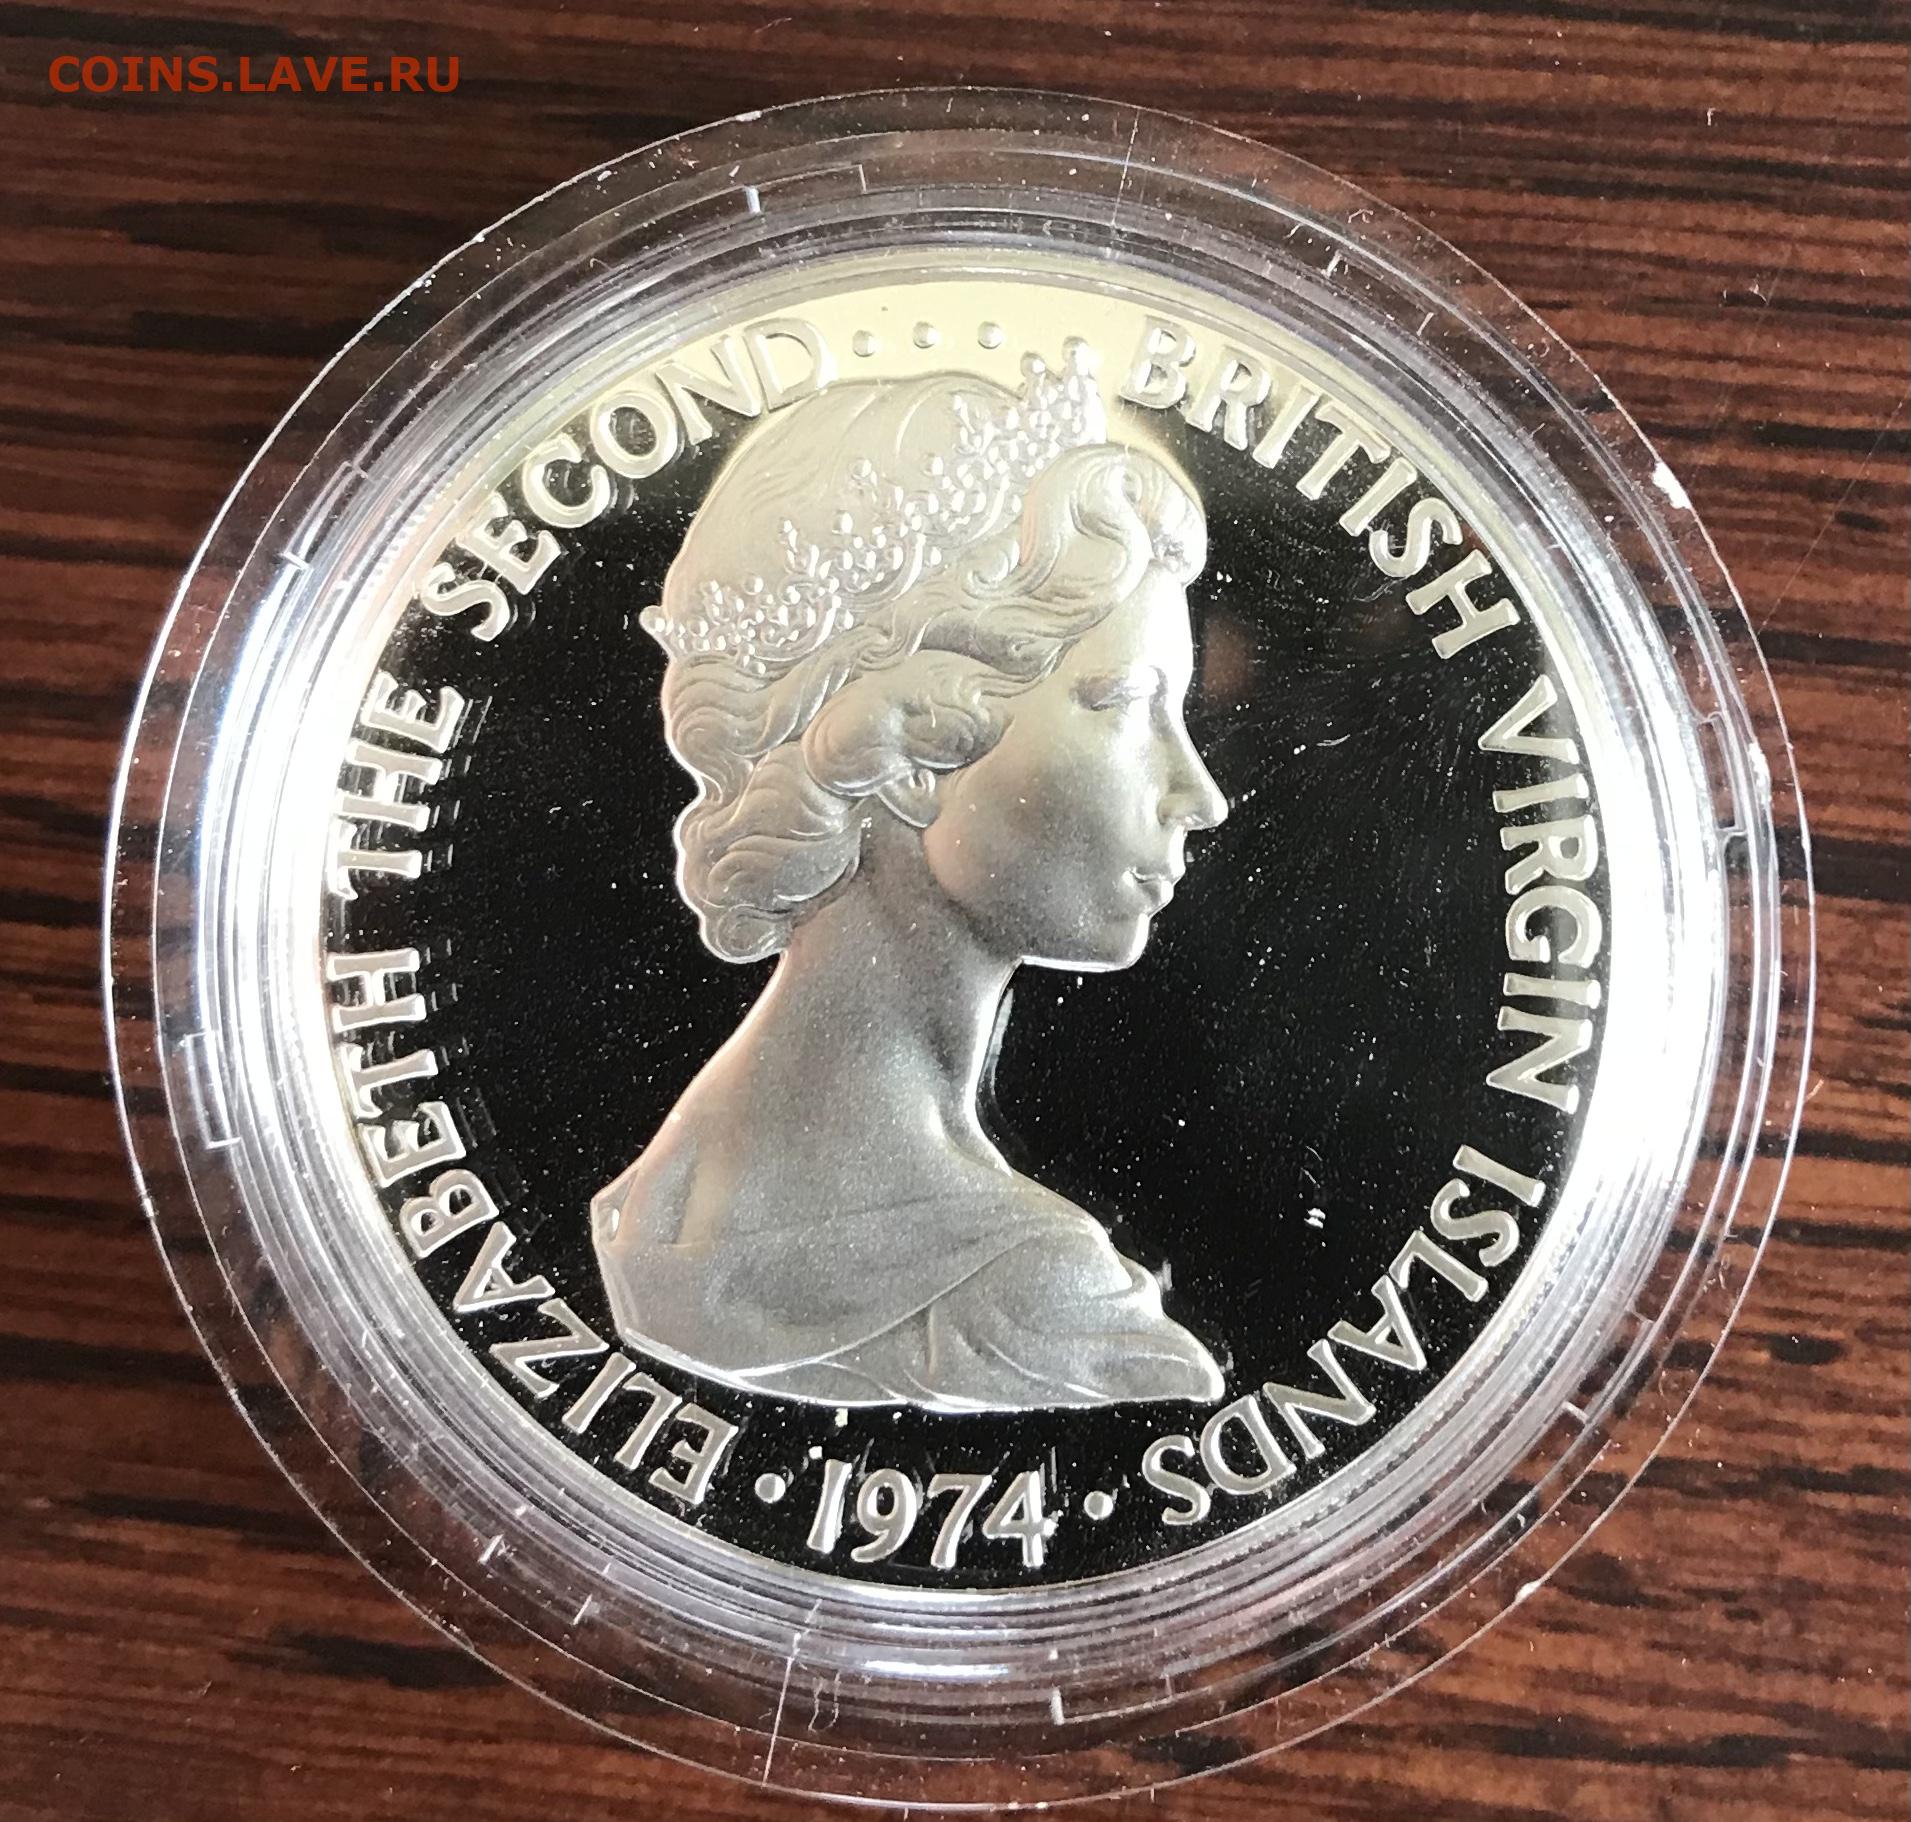 COINS.LAVE.RU
ELIZABETH THE SECOND · · · · · BRITISH VIRGIN ISLANDS
· 1974 ·